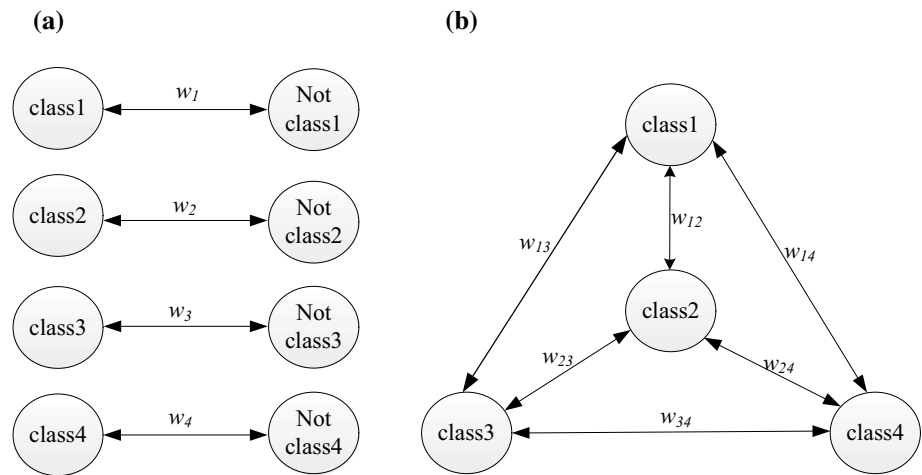 (a)
class1
w1
Not
class1
class2
w2
Not
class2
class3
w3
Not
class3
class4
w4
Not
class4
(b)
class1
w13
w12
w14
class2
w23
w24
class3
w34
class4